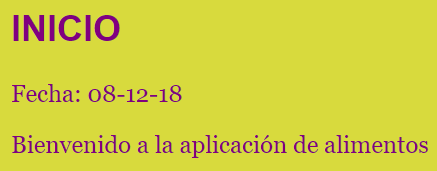 INICIO
Fecha: 08-12-18
Bienvenido a la aplicación de alimentos